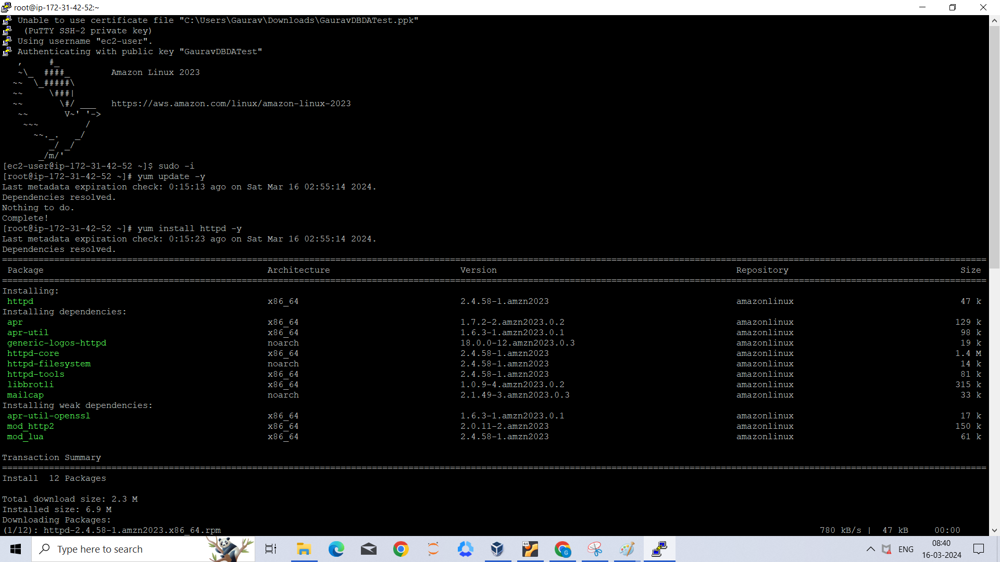 root@ip-172-31-42-52:~
Unable to use certificate file "C:\Users\Gaurav\Downloads\GauravDBDATest.ppk"
(PuTTY SSH-2 private key)
Using username "ec2-user".
Authenticating with public key "GauravDBDATest"
   ,     #_
   ~\_  ####_        Amazon Linux 2023
  ~~  \_#####\
  ~~     \###|
  ~~       \#/ ___   https://aws.amazon.com/linux/amazon-linux-2023
   ~~       V~' '->
    ~~~         /
      ~~._.   _/
         _/ _/
       _/m/'
[ec2-user@ip-172-31-42-52 ~]$ sudo -i
[root@ip-172-31-42-52 ~]# yum update -y
Last metadata expiration check: 0:15:13 ago on Sat Mar 16 02:55:14 2024.
Dependencies resolved.
Nothing to do.
Complete!
[root@ip-172-31-42-52 ~]# yum install httpd -y
Last metadata expiration check: 0:15:23 ago on Sat Mar 16 02:55:14 2024.
Dependencies resolved.
Package Architecture Version Repository Size
Installing:
httpd x86_64 2.4.58-1.amzn2023 amazonlinux 47 k
Installing dependencies:
apr x86_64 1.7.2-2.amzn2023.0.2 amazonlinux 129 k
apr-util x86_64 1.6.3-1.amzn2023.0.1 amazonlinux 98 k
generic-logos-httpd noarch 18.0.0-12.amzn2023.0.3 amazonlinux 19 k
httpd-core x86_64 2.4.58-1.amzn2023 amazonlinux 1.4 M
httpd-filesystem noarch 2.4.58-1.amzn2023 amazonlinux 14 k
httpd-tools x86_64 2.4.58-1.amzn2023 amazonlinux 81 k
libbrotli x86_64 1.0.9-4.amzn2023.0.2 amazonlinux 315 k
mailcap noarch 2.1.49-3.amzn2023.0.3 amazonlinux 33 k
Installing weak dependencies:
apr-util-openssl x86_64 1.6.3-1.amzn2023.0.1 amazonlinux 17 k
mod_http2 x86_64 2.0.11-2.amzn2023 amazonlinux 150 k
mod_lua x86_64 2.4.58-1.amzn2023 amazonlinux 61 k
Transaction Summary
Install  12 Packages
Total download size: 2.3 M
Installed size: 6.9 M
Downloading Packages:
(1/12): httpd-2.4.58-1.amzn2023.x86_64.rpm 780 kB/s |  47 kB     00:00
Type here to search
64
G
ENG
08:40
16-03-2024